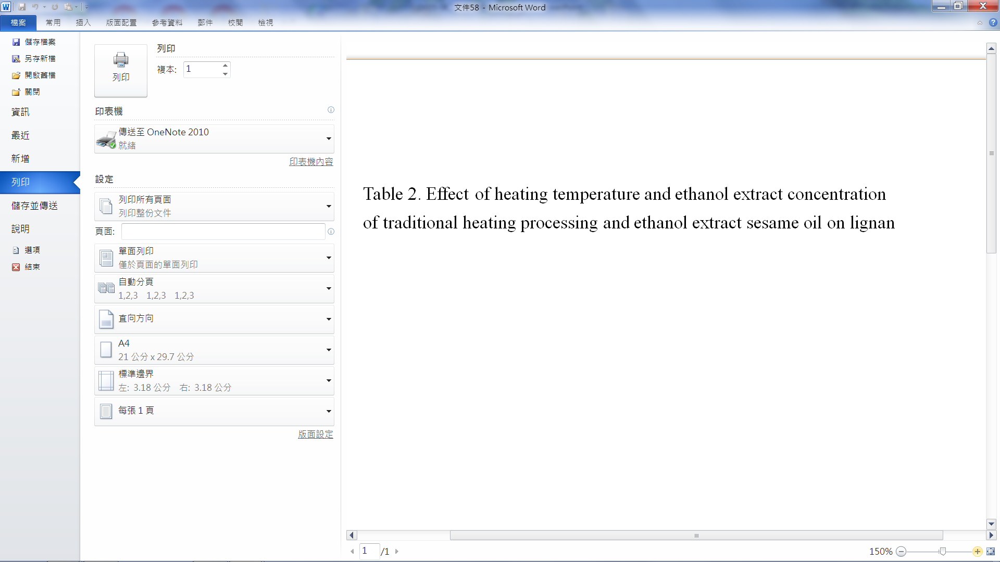 文件58 - Microsoft Word
檔案 常用 插入 版面配置 參考資料 郵件 校閱 檢視
儲存檔案
另存新檔
開啟舊檔
關閉
資訊
最近
新增
列印
儲存並傳送
說明
選項
結束
列印
列印
複本: 1
印表機
傳送至 OneNote 2010
就緒
印表機內容
設定
列印所有頁面
列印整份文件
頁面:
單面列印
僅於頁面的單面列印
自動分頁
1,2,3 1,2,3 1,2,3
直向方向
A4
21 公分 x 29.7 公分
標準邊界
左: 3.18 公分 右: 3.18 公分
每張 1 頁
版面設定
Table 2. Effect of heating temperature and ethanol extract concentration
of traditional heating processing and ethanol extract sesame oil on lignan
1 /1
150%